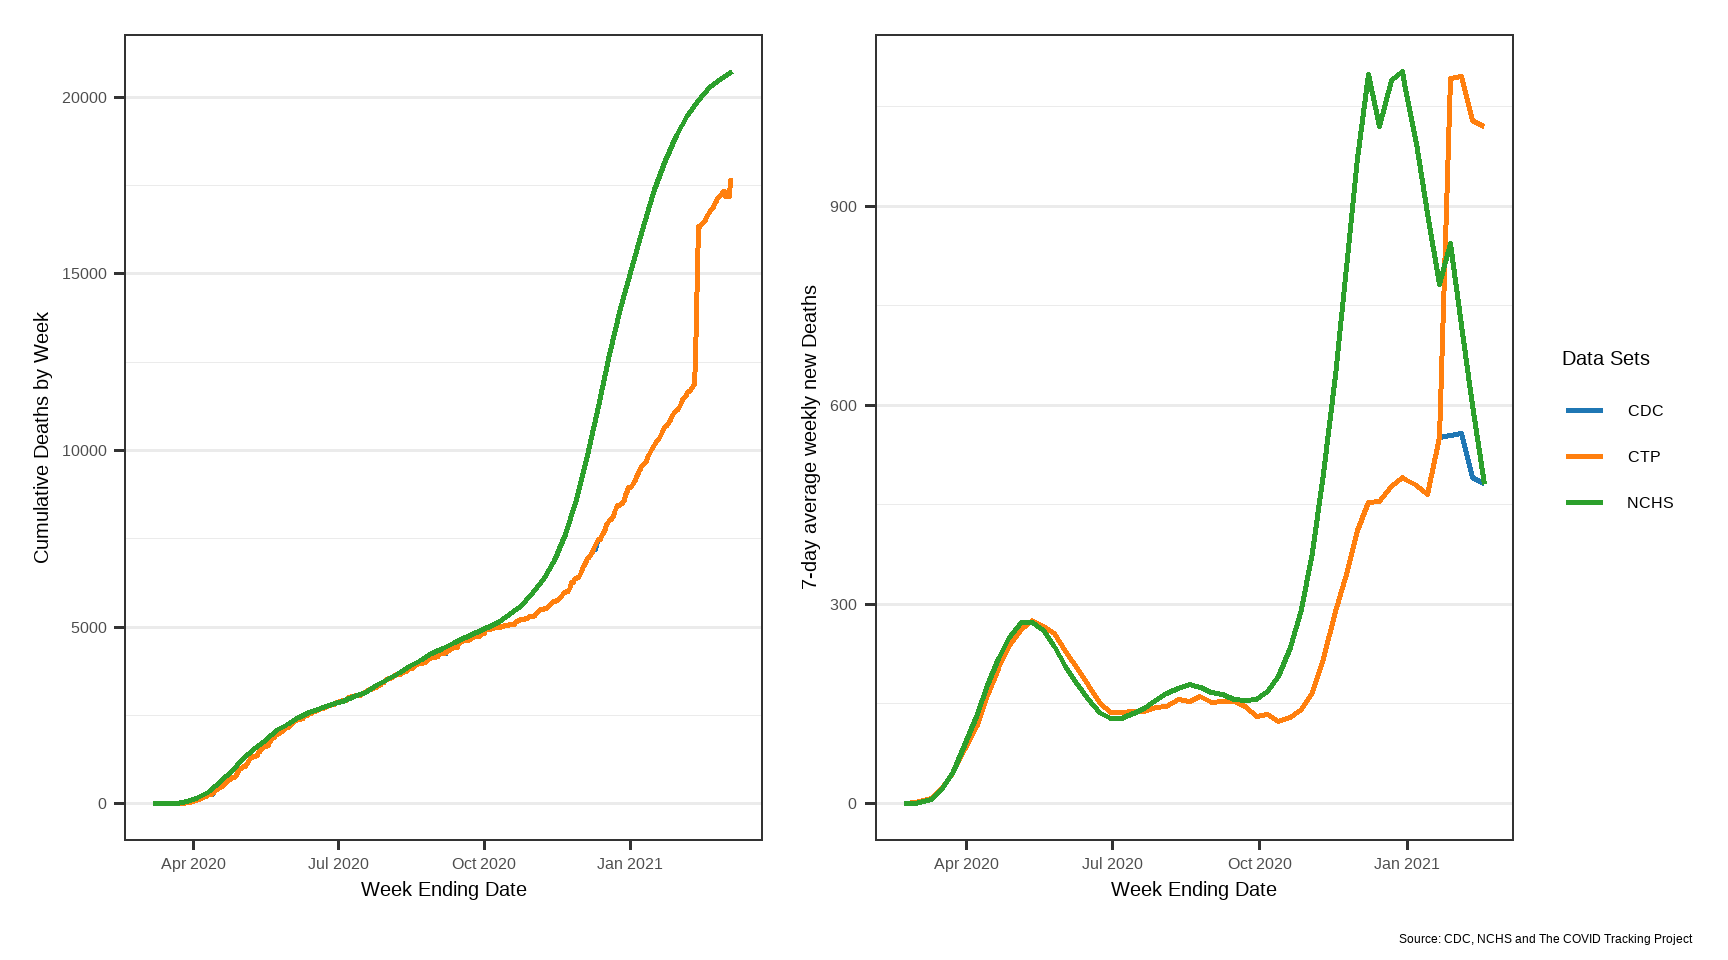 Cumulative Deaths by Week
20000
15000
10000
5000
0
Apr 2020
Jul 2020
Oct 2020
Jan 2021
Week Ending Date
7-day average weekly new Deaths
900
600
300
0
Apr 2020
Jul 2020
Oct 2020
Jan 2021
Week Ending Date
Data Sets
CDC
CTP
NCHS
Source: CDC, NCHS and The COVID Tracking Project